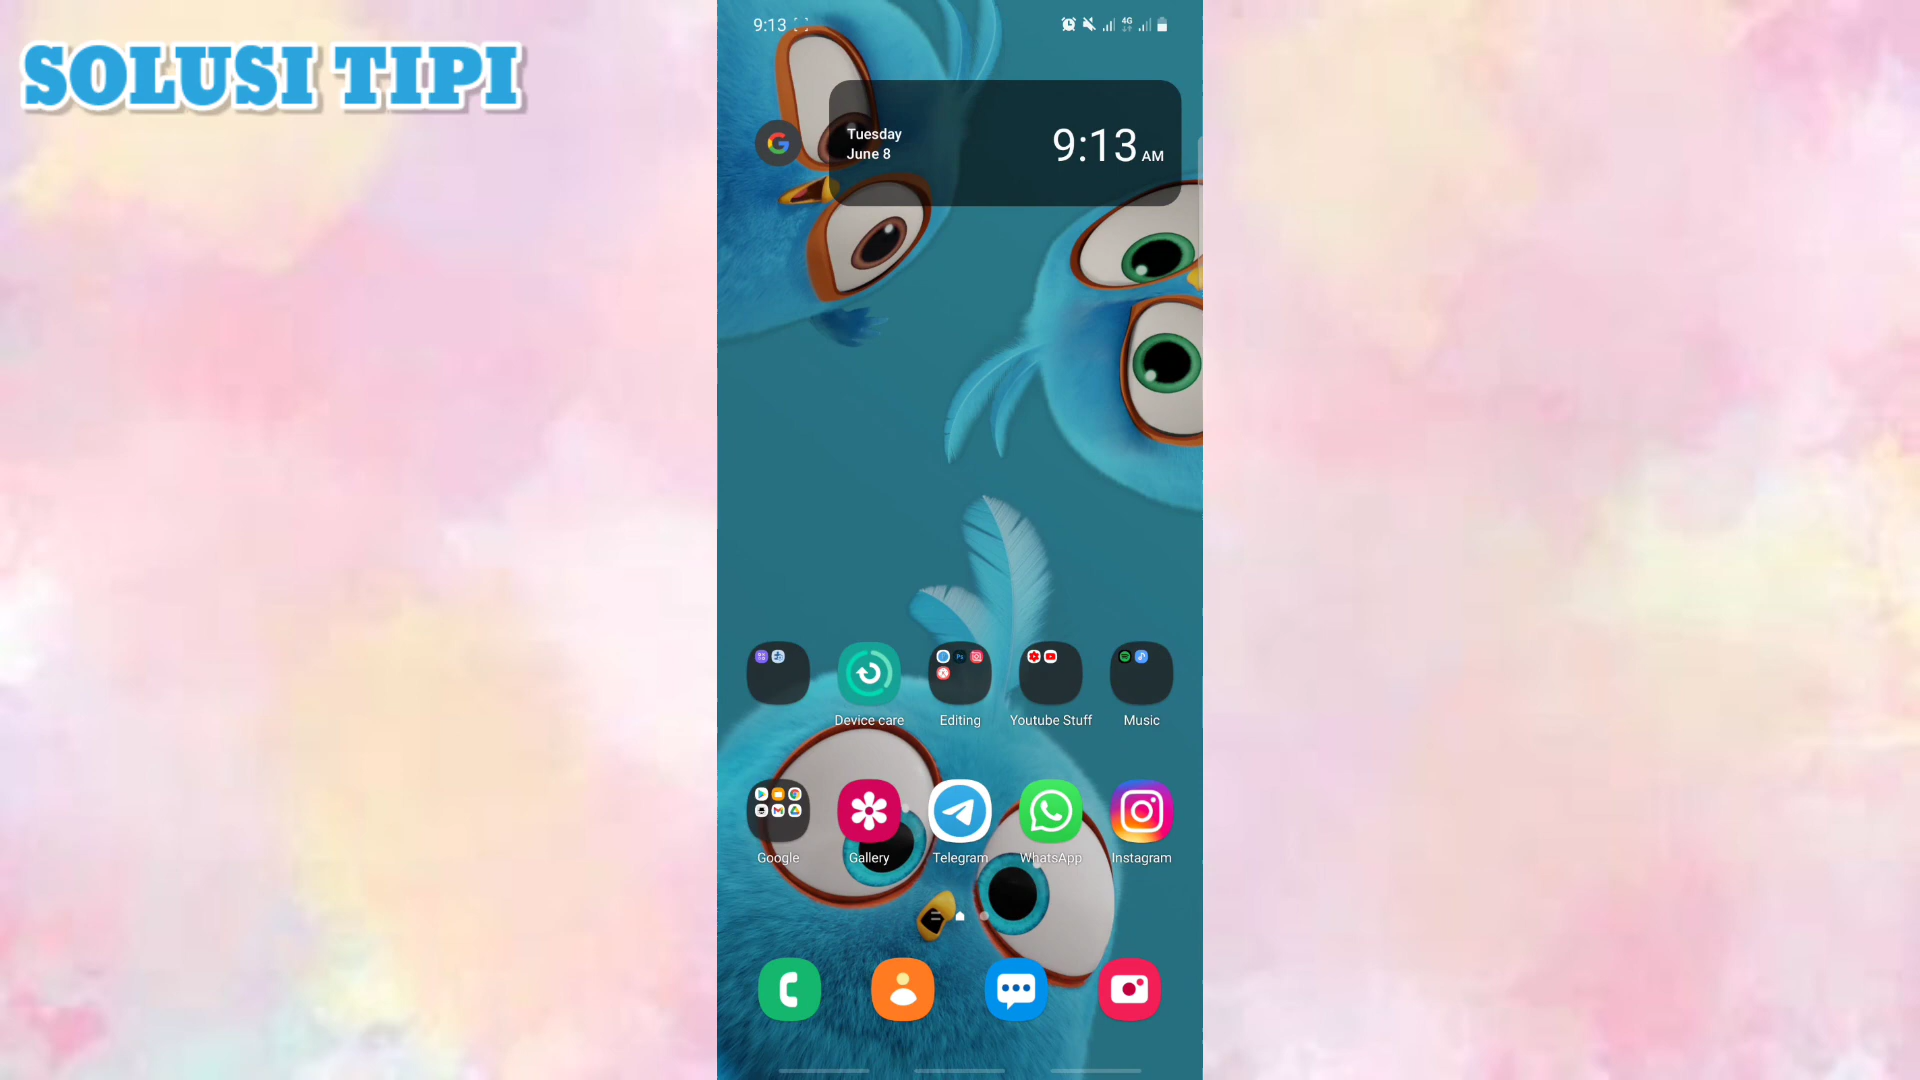 SOLUSI TIPI
9:13
4G
Tuesday
June 8
9:13 AM
Device care
Editing
Youtube Stuff
Music
Google
Gallery
Telegram
WhatsApp
Instagram